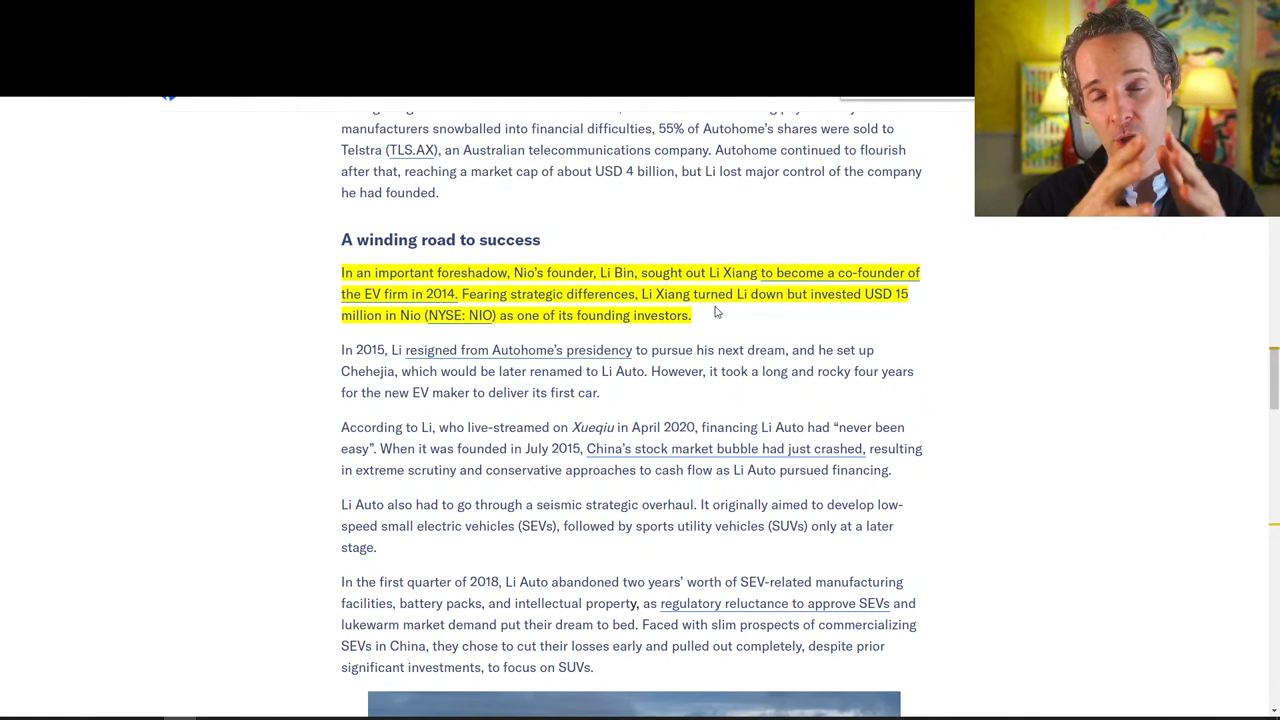 manufacturers snowballed into financial difficulties, 55% of Autohome’s shares were sold to
Telstra (TLS.AX), an Australian telecommunications company. Autohome continued to flourish
after that, reaching a market cap of about USD 4 billion, but Li lost major control of the company
he had founded.
A winding road to success
In an important foreshadow, Nio’s founder, Li Bin, sought out Li Xiang to become a co-founder of
the EV firm in 2014. Fearing strategic differences, Li Xiang turned Li down but invested USD 15
million in Nio (NYSE: NIO) as one of its founding investors.
In 2015, Li resigned from Autohome’s presidency to pursue his next dream, and he set up
Chehejia, which would be later renamed to Li Auto. However, it took a long and rocky four years
for the new EV maker to deliver its first car.
According to Li, who live-streamed on Xueqiu in April 2020, financing Li Auto had “never been
easy”. When it was founded in July 2015, China’s stock market bubble had just crashed, resulting
in extreme scrutiny and conservative approaches to cash flow as Li Auto pursued financing.
Li Auto also had to go through a seismic strategic overhaul. It originally aimed to develop low-
speed small electric vehicles (SEVs), followed by sports utility vehicles (SUVs) only at a later
stage.
In the first quarter of 2018, Li Auto abandoned two years’ worth of SEV-related manufacturing
facilities, battery packs, and intellectual property, as regulatory reluctance to approve SEVs and
lukewarm market demand put their dream to bed. Faced with slim prospects of commercializing
SEVs in China, they chose to cut their losses early and pulled out completely, despite prior
significant investments, to focus on SUVs.